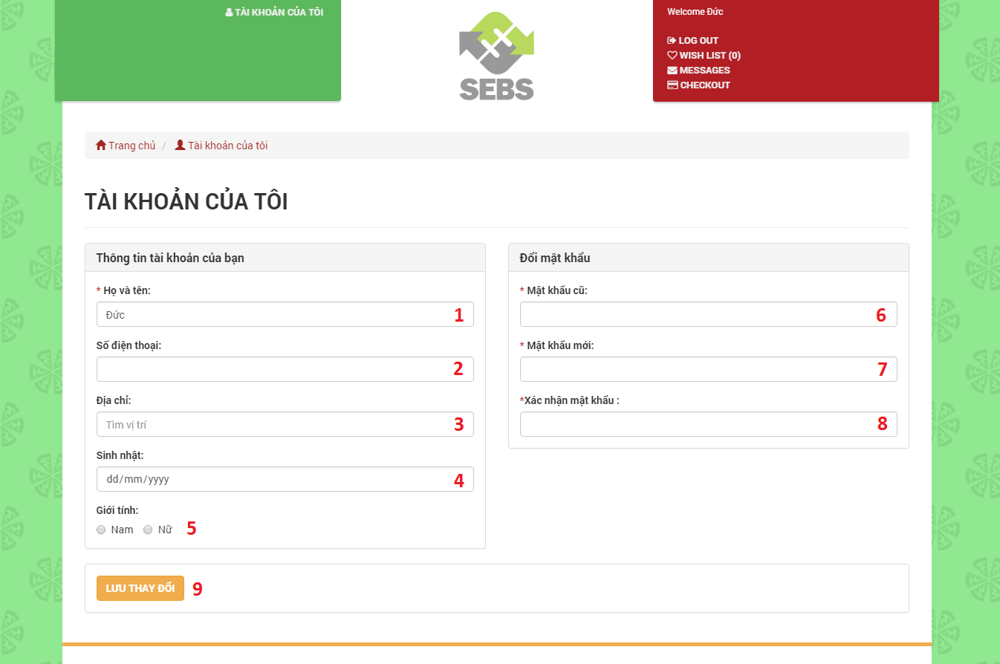 TÀI KHOẢN CỦA TÔI
SEBS
Welcome Đức
LOG OUT
WISH LIST (0)
MESSAGES
CHECKOUT
Trang chủ / Tài khoản của tôi
TÀI KHOẢN CỦA TÔI
Thông tin tài khoản của bạn
* Họ và tên:
Đức 1
Số điện thoại:
2
Địa chỉ:
Tìm vị trí 3
Sinh nhật:
dd/mm/yyyy 4
Giới tính:
Nam Nữ 5
Đổi mật khẩu
* Mật khẩu cũ:
6
* Mật khẩu mới:
7
*Xác nhận mật khẩu :
8
LƯU THAY ĐỔI 9